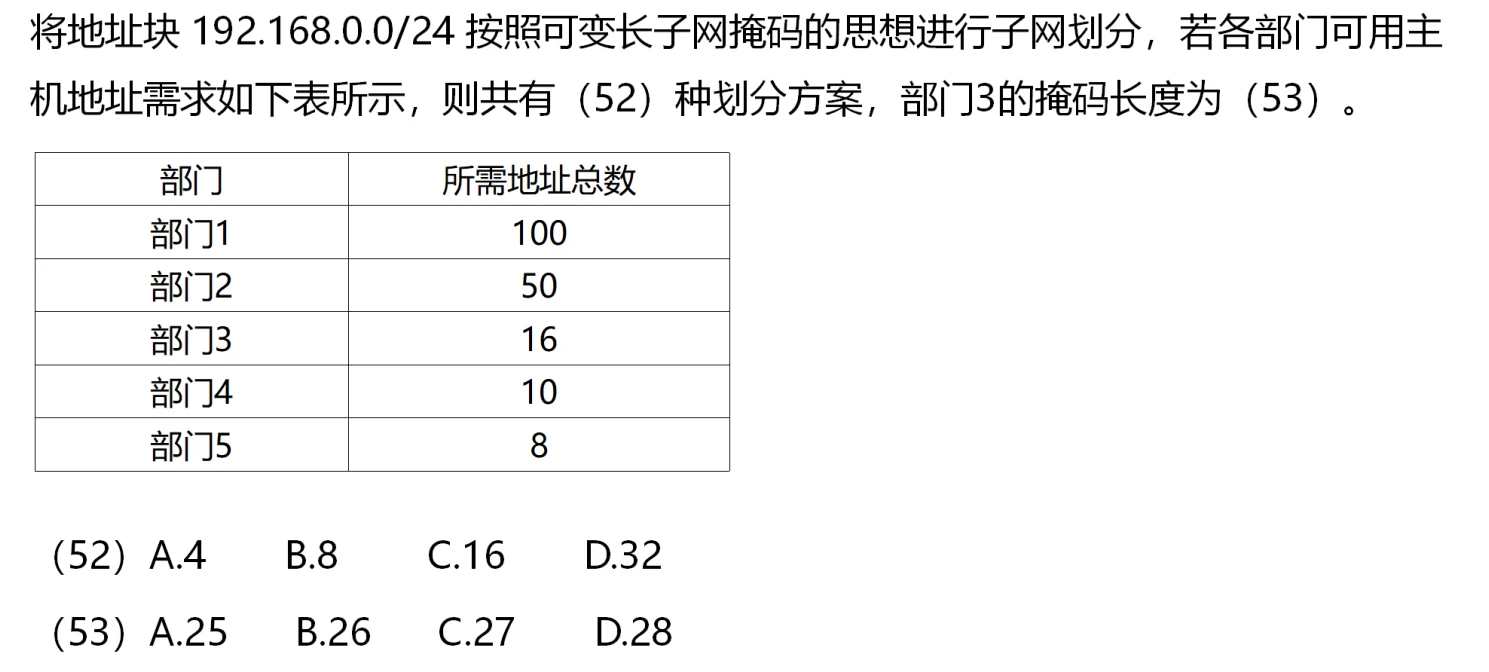 将地址块 192.168.0.0/24 按照可变长子网掩码的思想进行子网划分，若各部门可用主
机地址需求如下表所示，则共有（52）种划分方案，部门3的掩码长度为（53）。
部门 所需地址总数
部门1 100
部门2 50
部门3 16
部门4 10
部门5 8
（52）A.4 B.8 C.16 D.32
（53）A.25 B.26 C.27 D.28